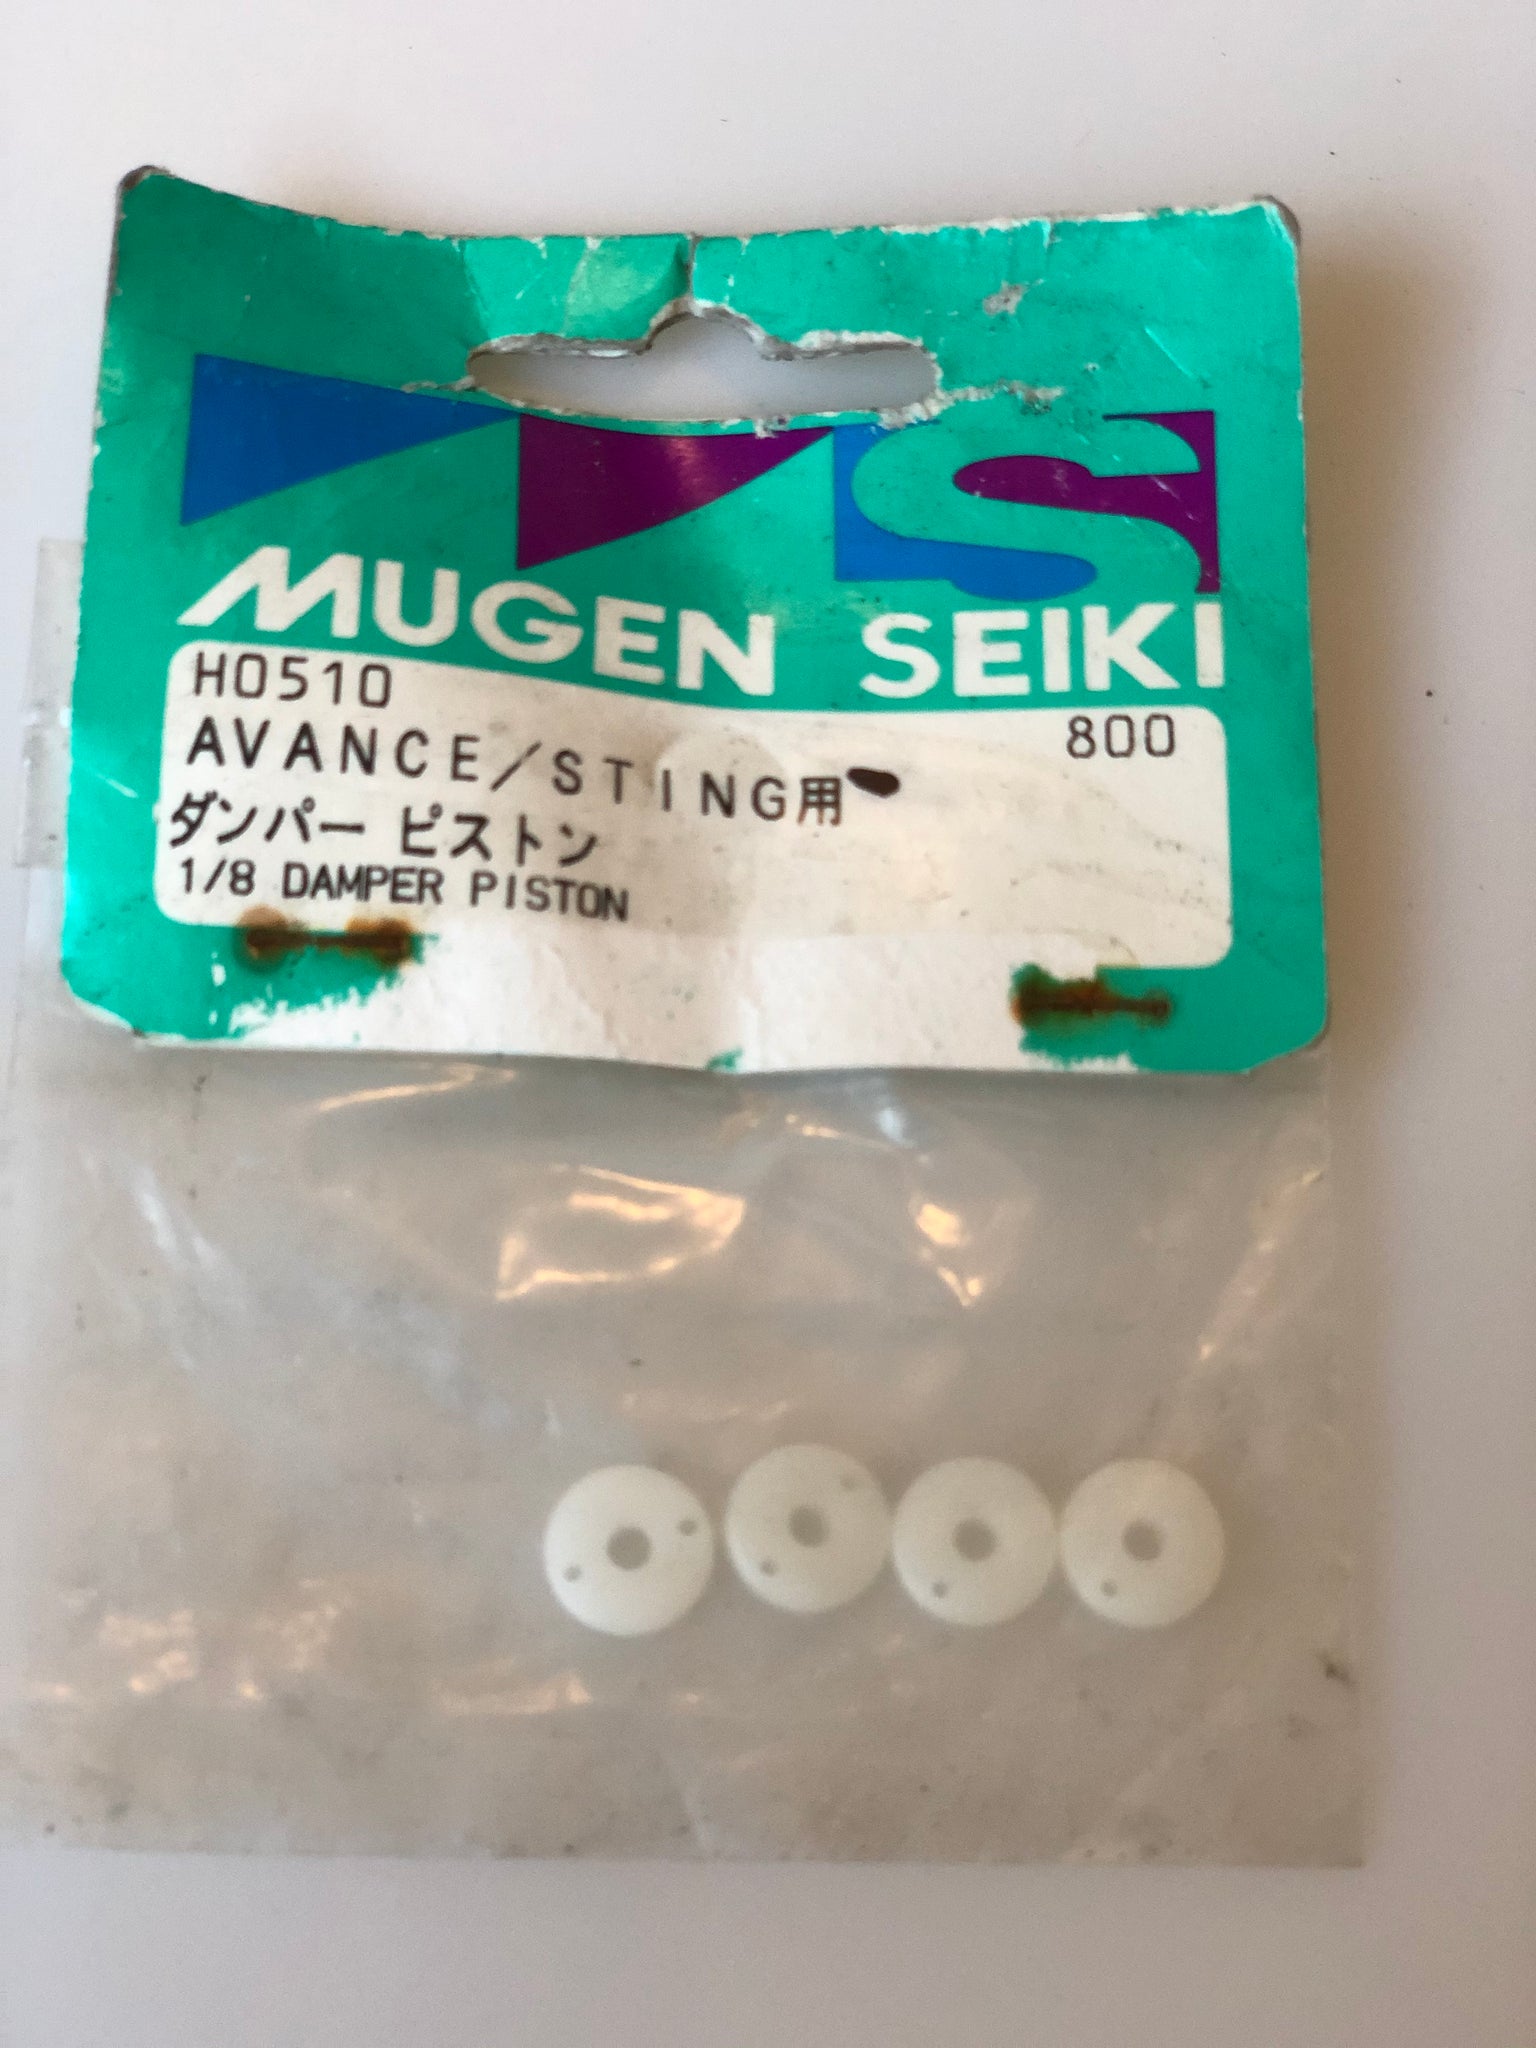 MUGEN SEIKI
H0510
800
AVANCE/STING用
ダンパー ピストン
1/8 DAMPER PISTON